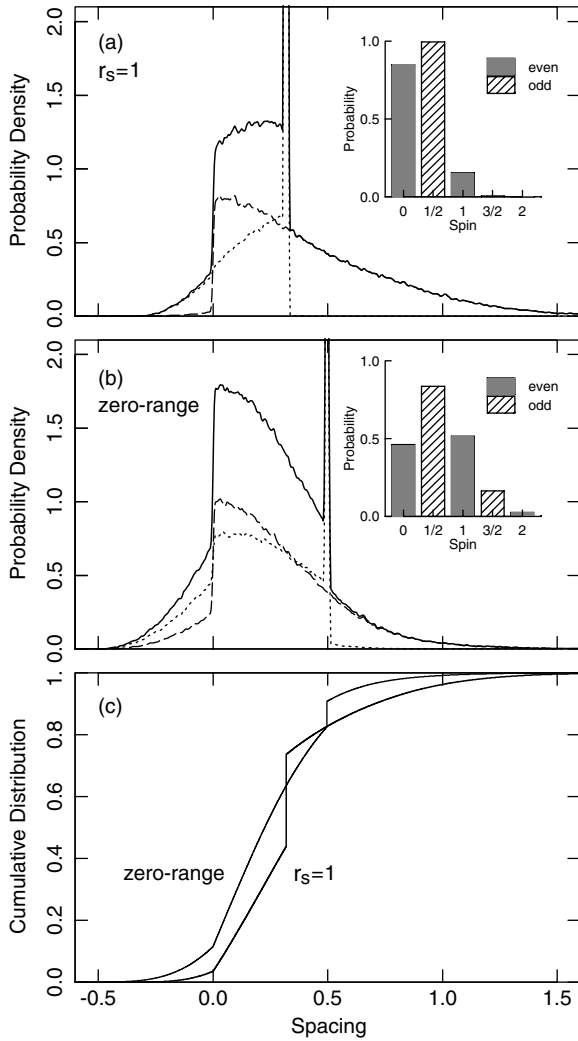 2.0
(a)
r_s=1
1.5
1.0
0.5
0.0
Probability Density
1.0
0.5
0.0
Probability
even
odd
0 1/2 1 3/2 2
Spin
2.0
(b)
zero-range
1.5
1.0
0.5
0.0
Probability Density
1.0
0.5
0.0
Probability
even
odd
0 1/2 1 3/2 2
Spin
1.
(c)
0.8
0.6
0.4
0.2
0.0
Cumulative Distribution
zero-range
r_s=1
-0.5 0.0 0.5 1.0 1.5
Spacing